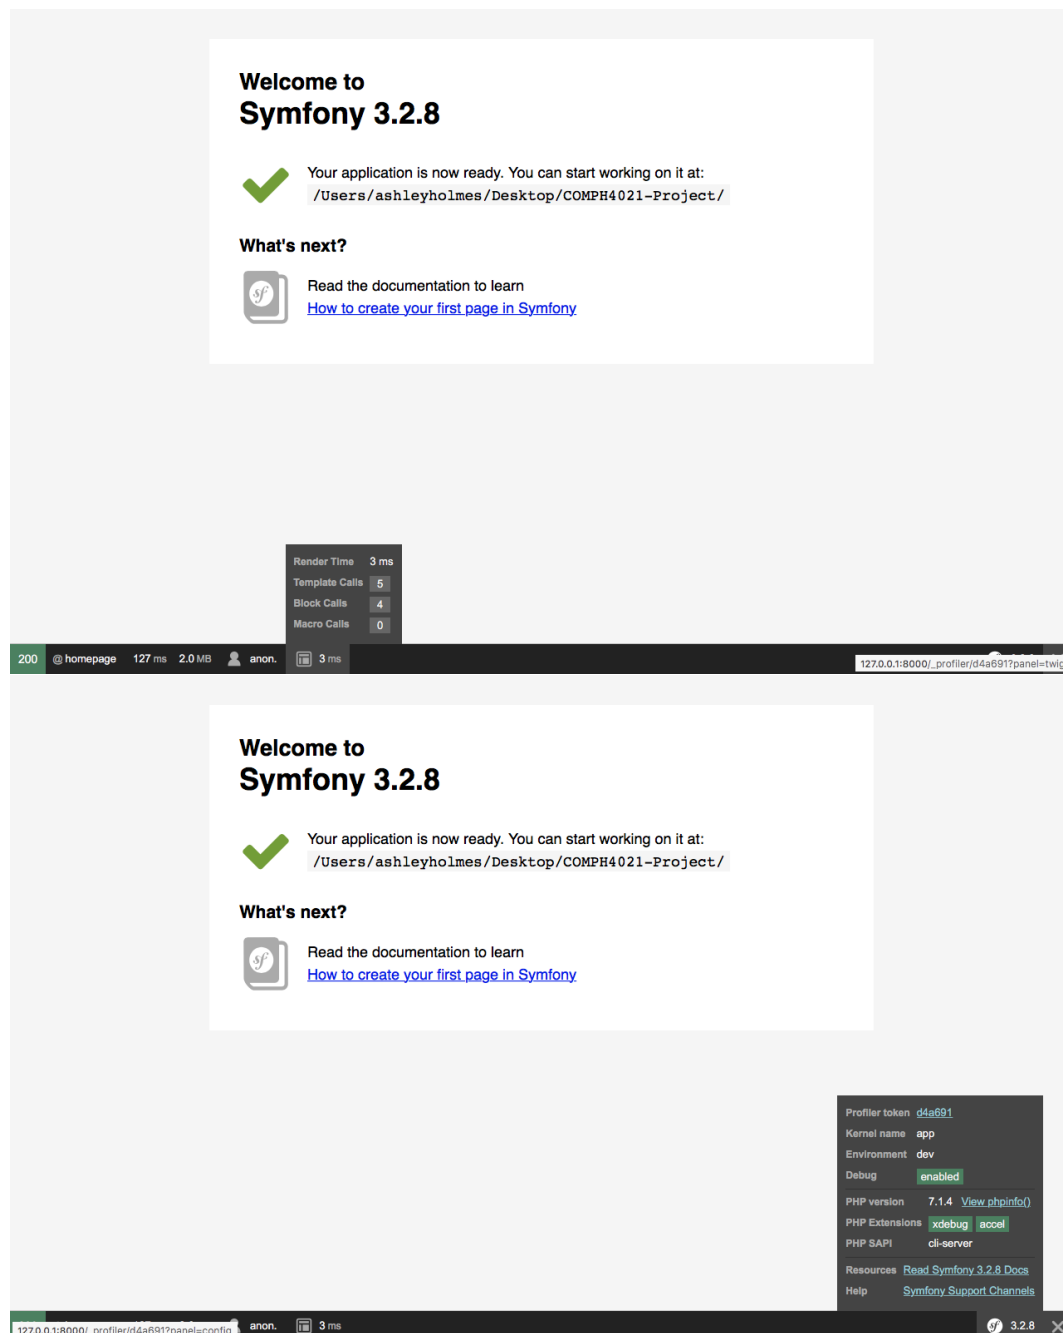 Welcome to
Symfony 3.2.8
Your application is now ready. You can start working on it at:
/Users/ashleyholmes/Desktop/COMPH4021-Project/
What's next?
sf
Read the documentation to learn
How to create your first page in Symfony
Render Time 3 ms
Template Calls 5
Block Calls 4
Macro Calls 0
200 @ homepage 127 ms 2.0 MB anon. 3 ms
127.0.0.1:8000/_profiler/d4a691?panel=twig
Welcome to
Symfony 3.2.8
Your application is now ready. You can start working on it at:
/Users/ashleyholmes/Desktop/COMPH4021-Project/
What's next?
sf
Read the documentation to learn
How to create your first page in Symfony
Profiler token d4a691
Kernel name app
Environment dev
Debug enabled
PHP version 7.1.4 View phpinfo()
PHP Extensions xdebug accel
PHP SAPI cli-server
Resources Read Symfony 3.2.8 Docs
Help Symfony Support Channels
127.0.0.1:8000/_profiler/d4a691?panel=config anon. 3 ms sf 3.2.8